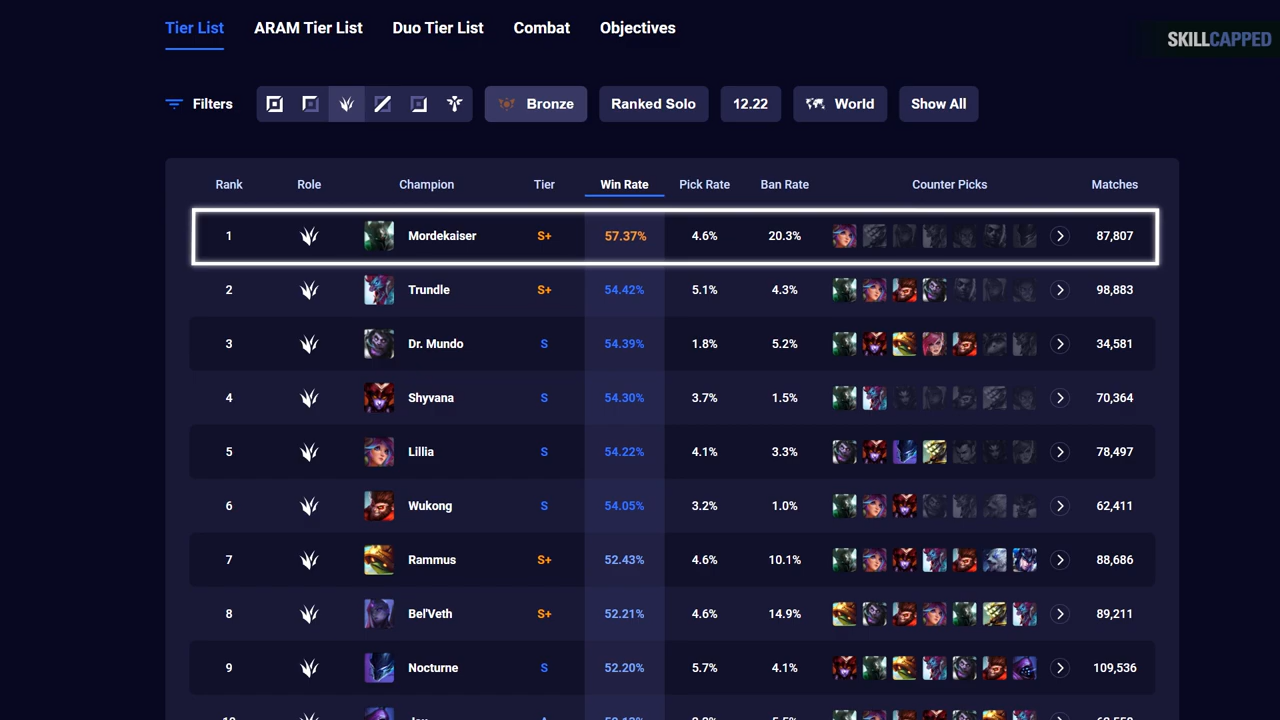 Tier List ARAM Tier List Duo Tier List Combat Objectives
SKILLCAPPED
Filters Bronze Ranked Solo 12.22 World Show All
Rank Role Champion Tier Win Rate Pick Rate Ban Rate Counter Picks Matches
1 Mordekaiser S+ 57.37% 4.6% 20.3% 87,807
2 Trundle S+ 54.42% 5.1% 4.3% 98,883
3 Dr. Mundo S 54.39% 1.8% 5.2% 34,581
4 Shyvana S 54.30% 3.7% 1.5% 70,364
5 Lillia S 54.22% 4.1% 3.3% 78,497
6 Wukong S 54.05% 3.2% 1.0% 62,411
7 Rammus S+ 52.43% 4.6% 10.1% 88,686
8 Bel'Veth S+ 52.21% 4.6% 14.9% 89,211
9 Nocturne S 52.20% 5.7% 4.1% 109,536